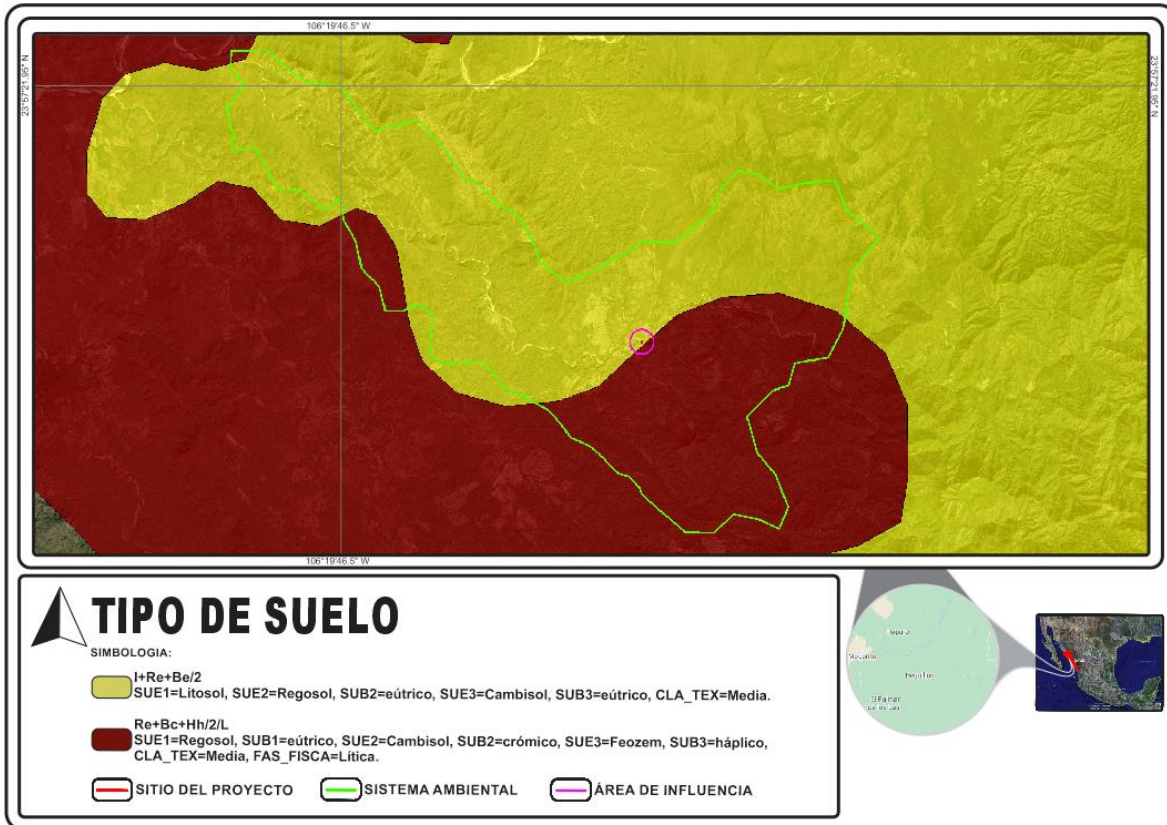 106°19'46.5" W
23°57'21.95" N
23°57'21.95" N
106°19'46.5" W
TIPO DE SUELO
SIMBOLOGIA:
I+Re+Be/2
SUE1=Litosol, SUE2=Regosol, SUB2=eútrico, SUE3=Cambisol, SUB3=eútrico, CLA_TEX=Media.
Re+Bc+Hh/2/L
SUE1=Regosol, SUB1=eútrico, SUE2=Cambisol, SUB2=crómico, SUE3=Feozem, SUB3=háplico,
CLA_TEX=Media, FAS_FISCA=Lítica.
SITIO DEL PROYECTO SISTEMA AMBIENTAL ÁREA DE INFLUENCIA